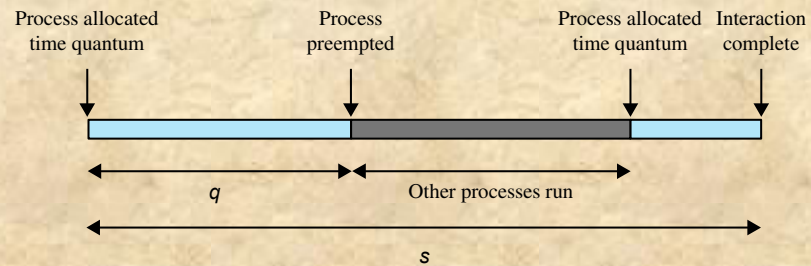 Process allocated
time quantum
Process
preempted
Process allocated
time quantum
Interaction
complete
q
Other processes run
s